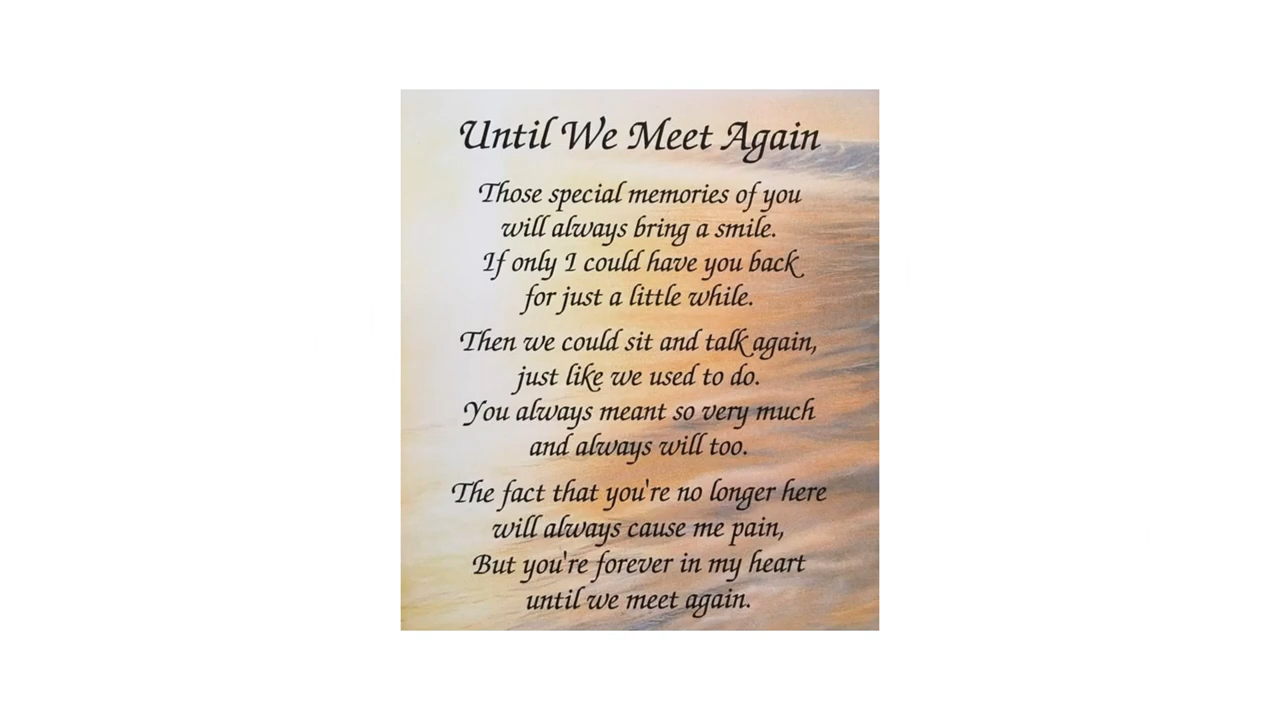 Until We Meet Again
Those special memories of you
will always bring a smile.
If only I could have you back
for just a little while.
Then we could sit and talk again,
just like we used to do.
You always meant so very much
and always will too.
The fact that you're no longer here
will always cause me pain,
But you're forever in my heart
until we meet again.